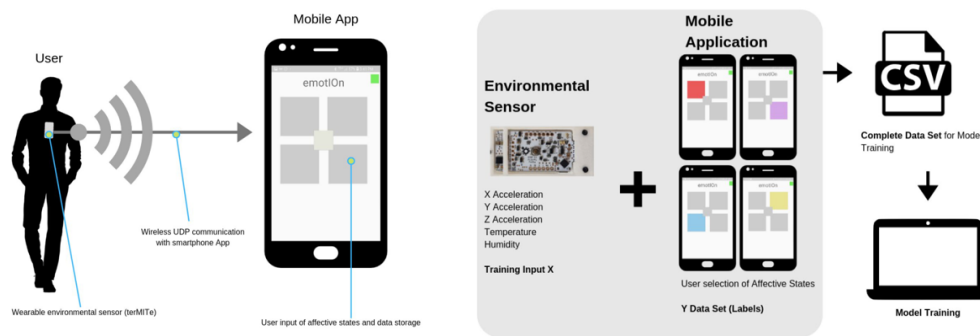 User
Mobile App
emotIOn
Wireless UDP communication
with smartphone App
Wearable environmental sensor (terMITe)
User input of affective states and data storage
Environmental
Sensor
X Acceleration
Y Acceleration
Z Acceleration
Temperature
Humidity
Training Input X
Mobile
Application
emotIOn
emotIOn
emotIOn
emotIOn
User selection of Affective States
Y Data Set (Labels)
CSV
Complete Data Set for Model
Training
Model Training